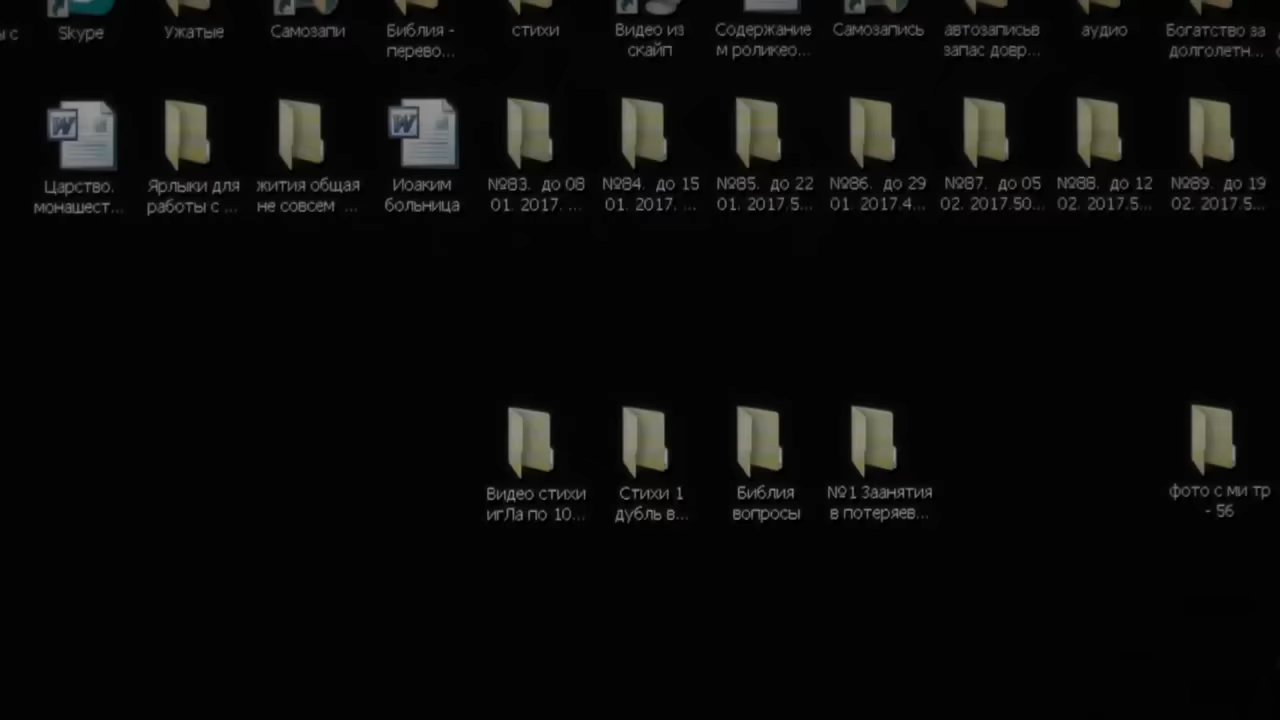 ы с
Skype
Ужатые
Самозапи
Библия -
перево...
стихи
Видео из
скайп
Содержание
м роликео...
Самозапись
автозаписыв
запас довр...
аудио
Богатство за
долголетн...
Царство.
монашест...
Ярлыки для
работы с ...
жития общая
не совсем ...
Иоаким
больница
№83. до 08
01. 2017. ...
№84. до 15
01. 2017. ...
№85. до 22
01. 2017.5...
№86. до 29
01. 2017.4...
№87. до 05
02. 2017.50...
№88. до 12
02. 2017.5...
№89. до 19
02. 2017.5...
Видео стихи
игЛа по 10...
Стихи 1
дубль в...
Библия
вопросы
№1 Заанятия
в потеряев...
фото с ми тр
- 56